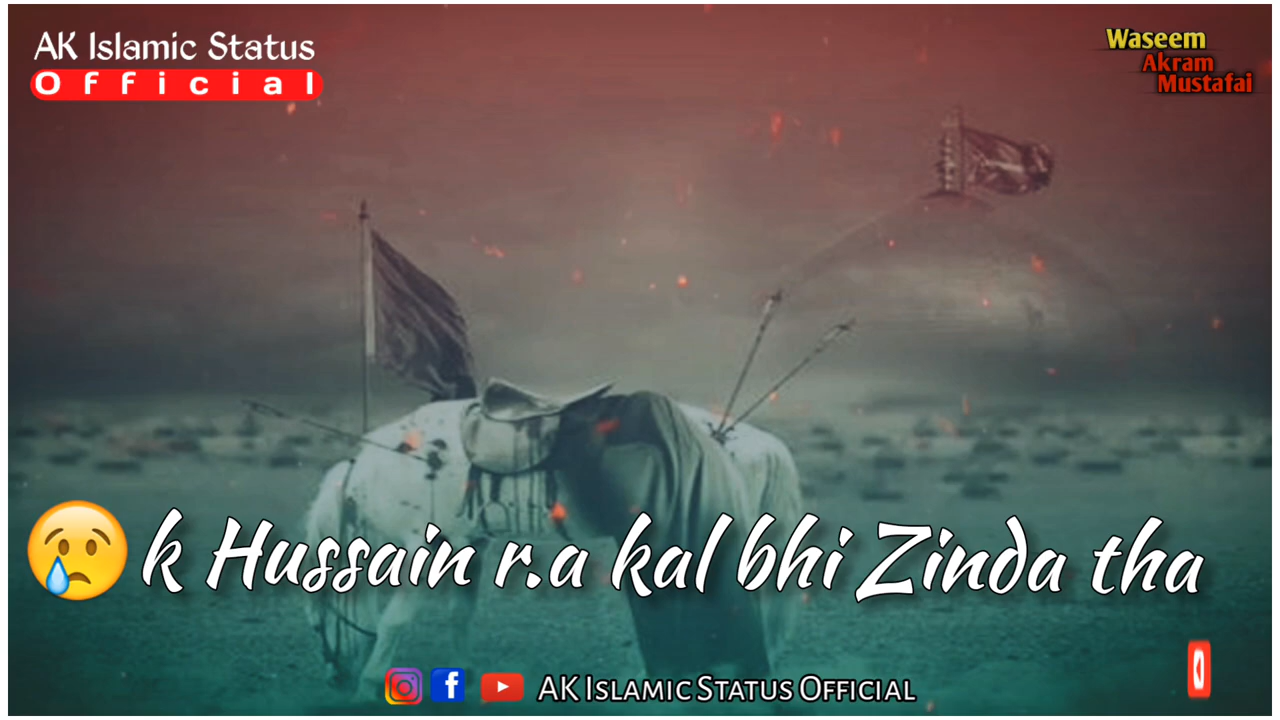 AK Islamic Status
Official
Waseem
Akram
Mustafai
k Hussain r.a kal bhi Zinda tha
AK Islamic Status Official